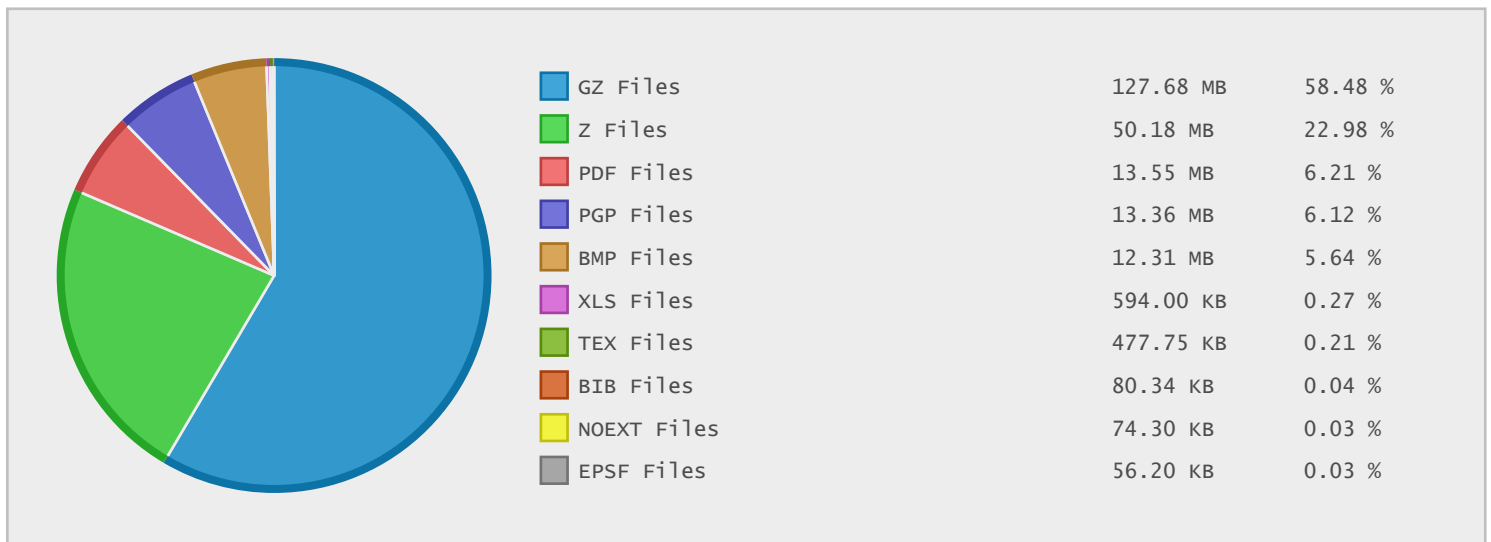 GZ Files 127.68 MB 58.48 %
Z Files 50.18 MB 22.98 %
PDF Files 13.55 MB 6.21 %
PGP Files 13.36 MB 6.12 %
BMP Files 12.31 MB 5.64 %
XLS Files 594.00 KB 0.27 %
TEX Files 477.75 KB 0.21 %
BIB Files 80.34 KB 0.04 %
NOEXT Files 74.30 KB 0.03 %
EPSF Files 56.20 KB 0.03 %